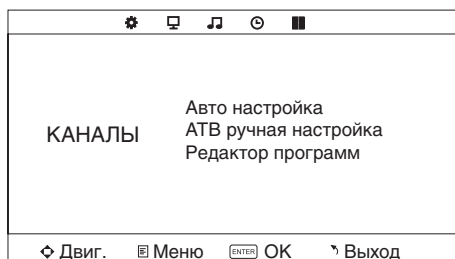 КАНАЛЫ
Авто настройка
АТВ ручная настройка
Редактор программ
Двиг. Меню ENTER OK Выход